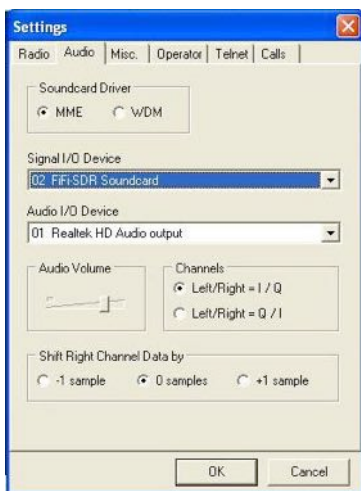 Settings
Radio Audio Misc. Operator Telnet Calls
Soundcard Driver
MME WDM
Signal I/O Device
02 FiFi-SDR Soundcard
Audio I/O Device
01 Realtek HD Audio output
Audio Volume
Channels
Left/Right = I / Q
Left/Right = Q / I
Shift Right Channel Data by
-1 sample 0 samples +1 sample
OK Cancel